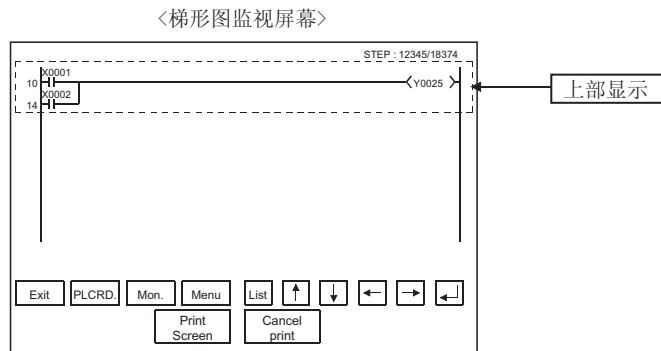 〈梯形图监视屏幕〉
STEP : 12345/18374
X0001
10
Y0025
上部显示
X0002
14
Exit
PLCRD.
Mon.
Menu
List
↑
↓
←
→
↵
Print
Screen
Cancel
print